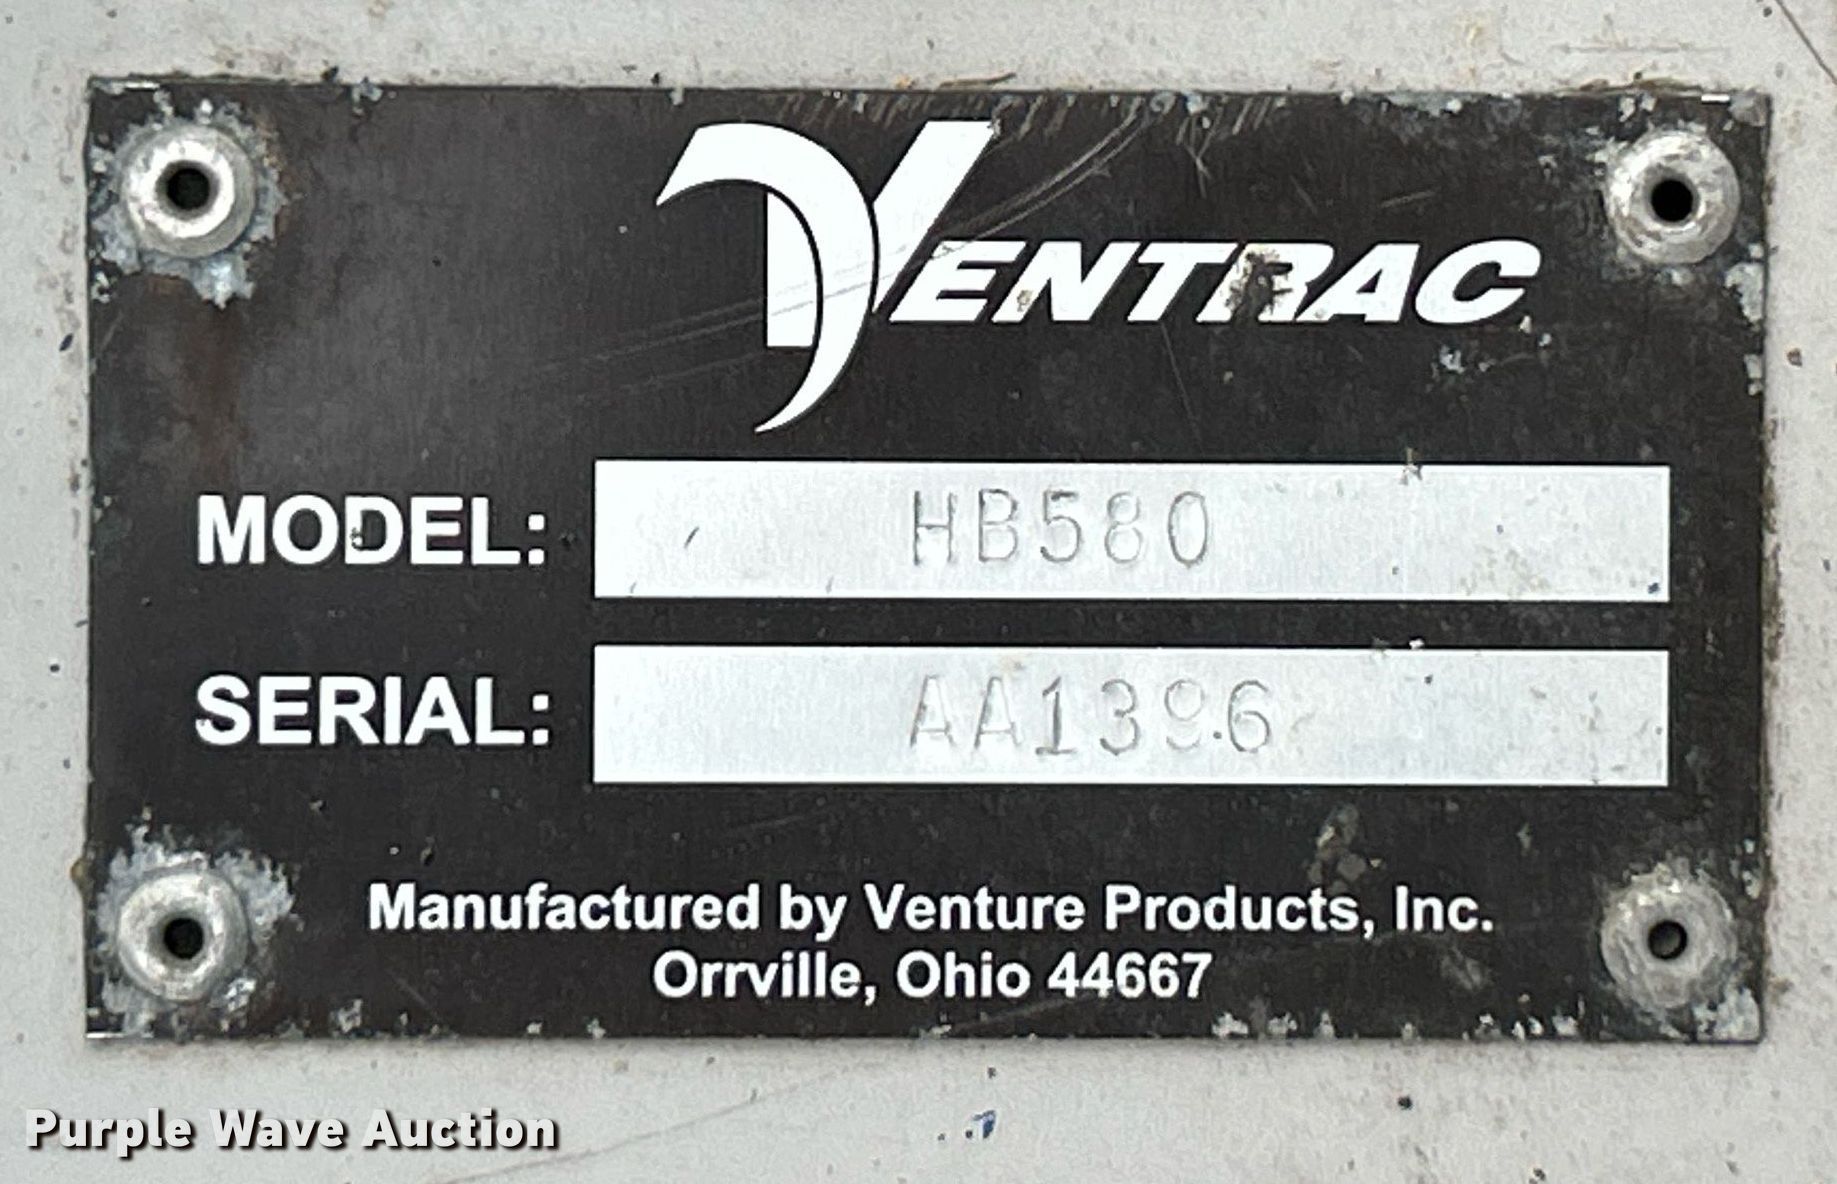 VENTRAC
MODEL: HB580
SERIAL: AA1396
Manufactured by Venture Products, Inc.
Orrville, Ohio 44667
Purple Wave Auction